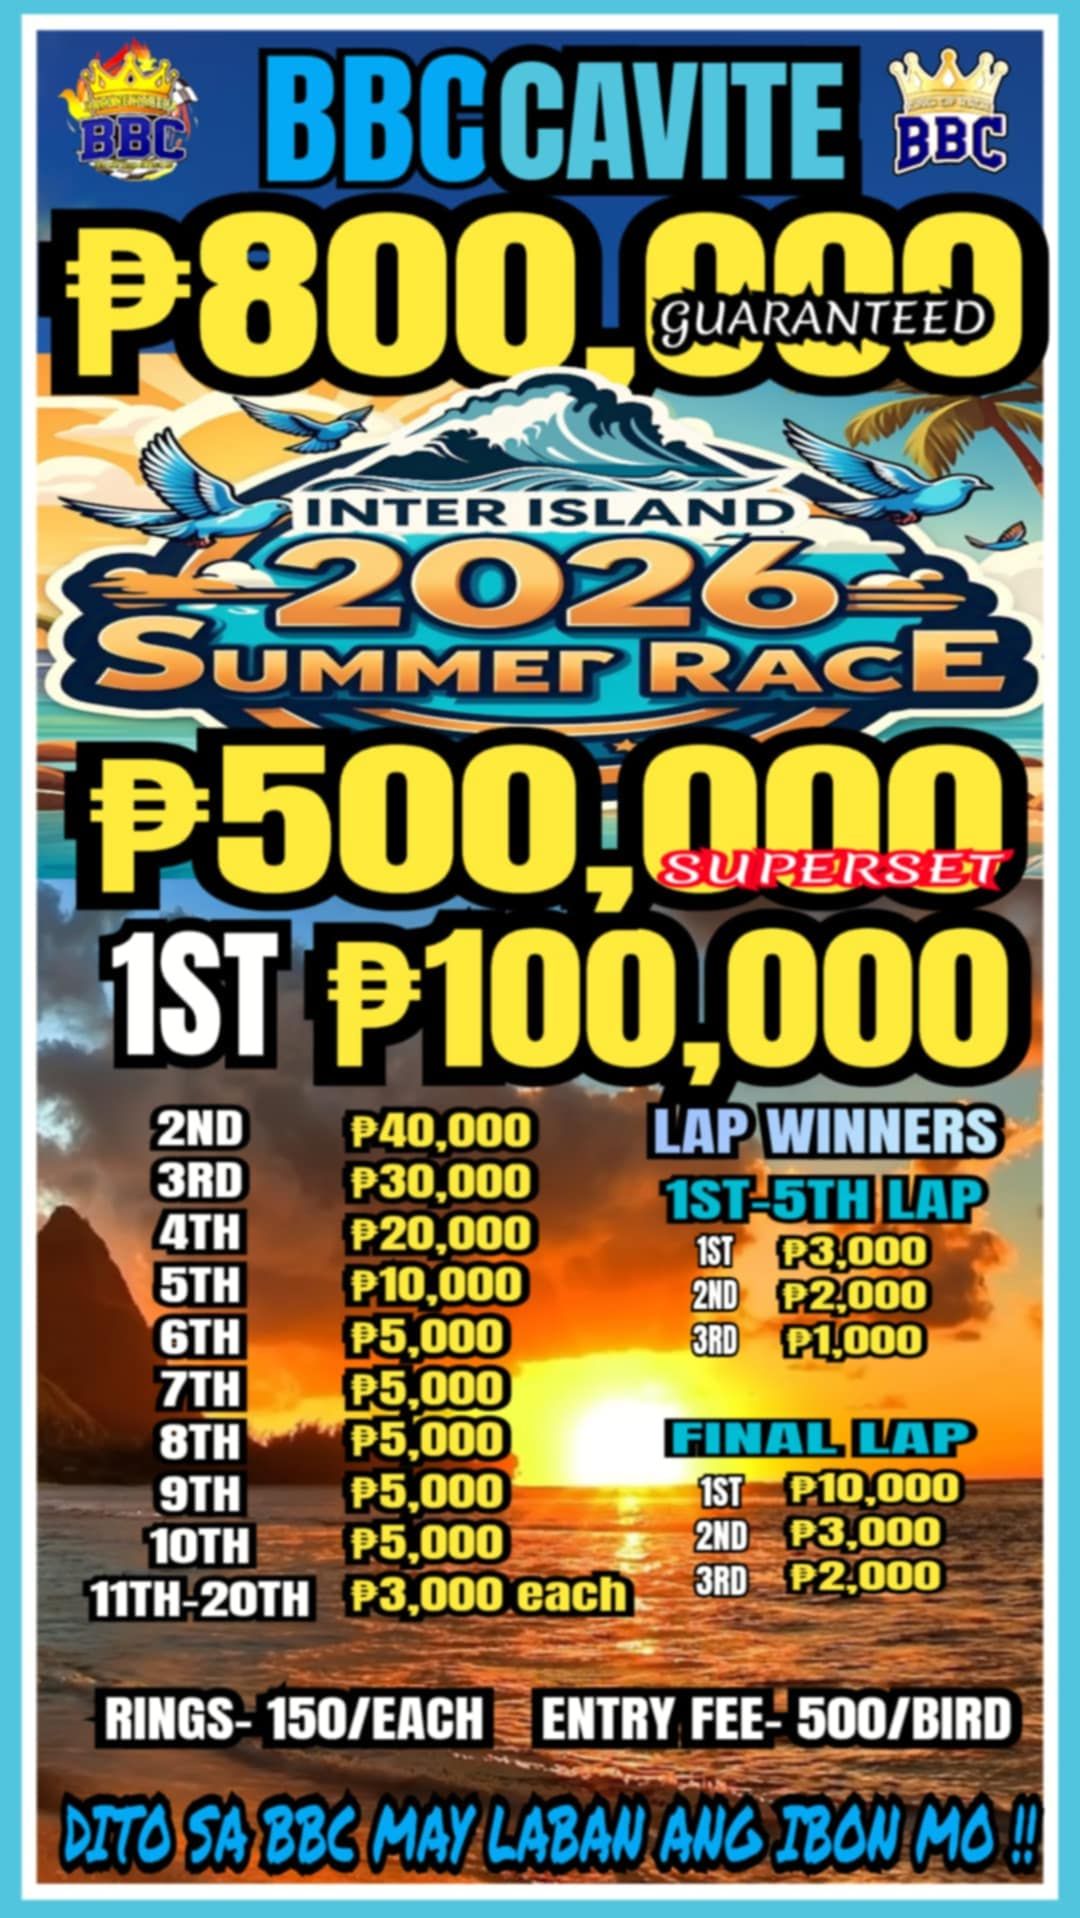 BBC CAVITE
BBC
BBC
₱800,000
GUARANTEED
INTER ISLAND
2026
SUMMER RACE
₱500,000
SUPERSET
1ST ₱100,000
2ND ₱40,000
3RD ₱30,000
4TH ₱20,000
5TH ₱10,000
6TH ₱5,000
7TH ₱5,000
8TH ₱5,000
9TH ₱5,000
10TH ₱5,000
11TH-20TH ₱3,000 each
LAP WINNERS
1ST-5TH LAP
1ST ₱3,000
2ND ₱2,000
3RD ₱1,000
FINAL LAP
1ST ₱10,000
2ND ₱3,000
3RD ₱2,000
RINGS- 150/EACH ENTRY FEE- 500/BIRD
DITO SA BBC MAY LABAN ANG IBON MO !!